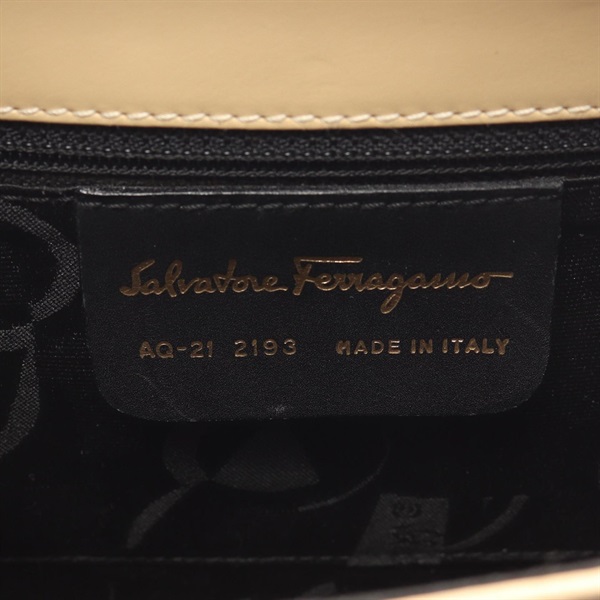 Salvatore Ferragamo
AQ-21 2193 MADE IN ITALY